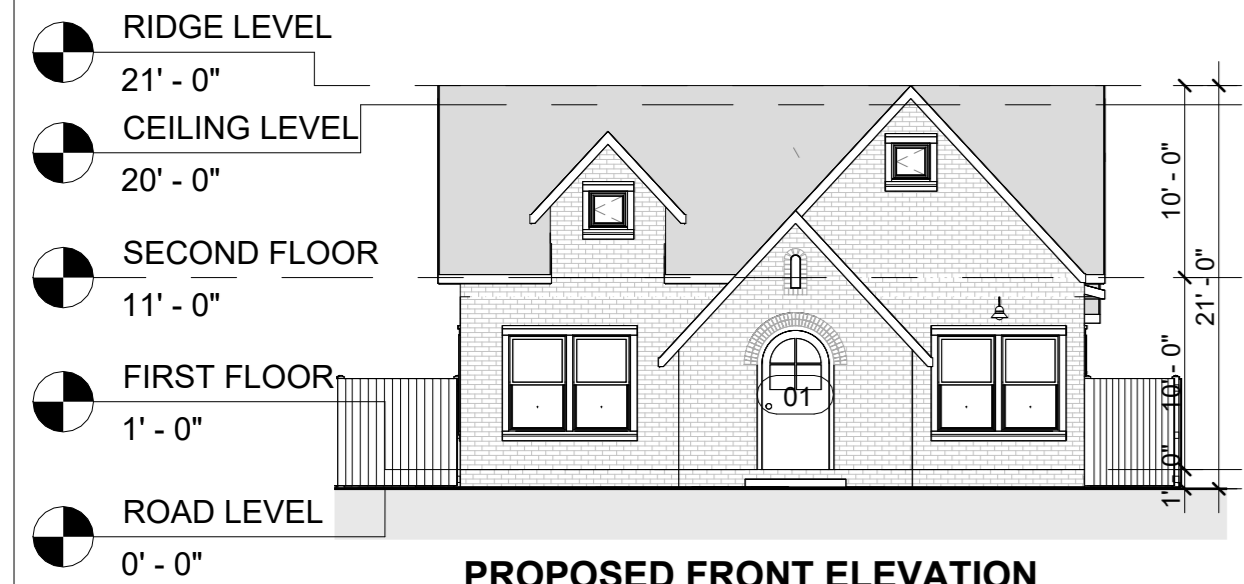 RIDGE LEVEL
21' - 0"
CEILING LEVEL
20' - 0"
SECOND FLOOR
11' - 0"
FIRST FLOOR
1' - 0"
ROAD LEVEL
0' - 0"
01
10' - 0"
10' - 0"
1' 0"
21' - 0"
PROPOSED FRONT ELEVATION